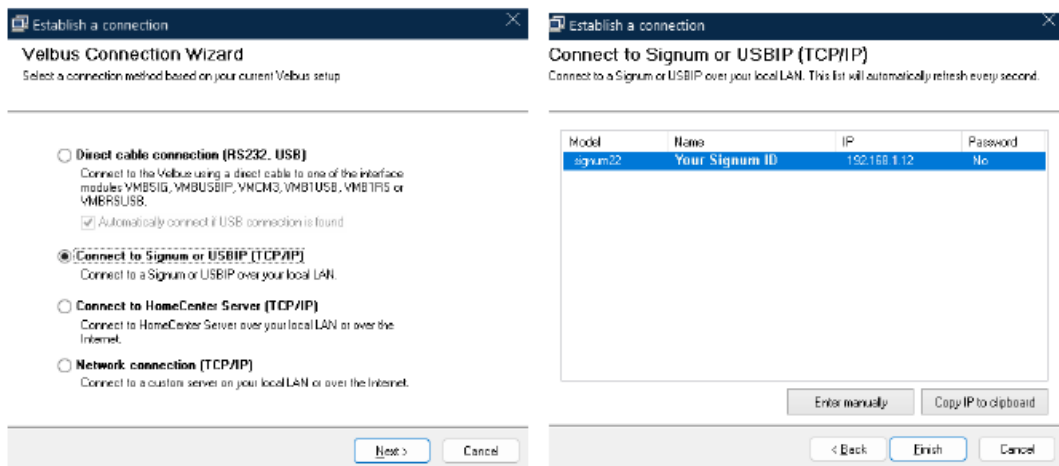 Establish a connection
Velbus Connection Wizard
Select a connection method based on your current Velbus setup
Direct cable connection (RS232, USB)
Connect to the Velbus using a direct cable to one of the interface
modules VMBSIG, VMBUSBIP, VMCM3, VMB1USB, VMB1RS or
VMBRSUSB.
Automatically connect if USB connection is found
Connect to Signum or USBIP (TCP/IP)
Connect to a Signum or USBIP over your local LAN.
Connect to HomeCenter Server (TCP/IP)
Connect to HomeCenter Server over your local LAN or over the
Internet.
Network connection (TCP/IP)
Connect to a custom server on your local LAN or over the Internet.
Next > Cancel
Establish a connection
Connect to Signum or USBIP (TCP/IP)
Connect to a Signum or USBIP over your local LAN. This list will automatically refresh every second.
Model Name IP Password
signum22 Your Signum ID 192.168.1.12 No
Enter manually Copy IP to clipboard
< Back Finish Cancel